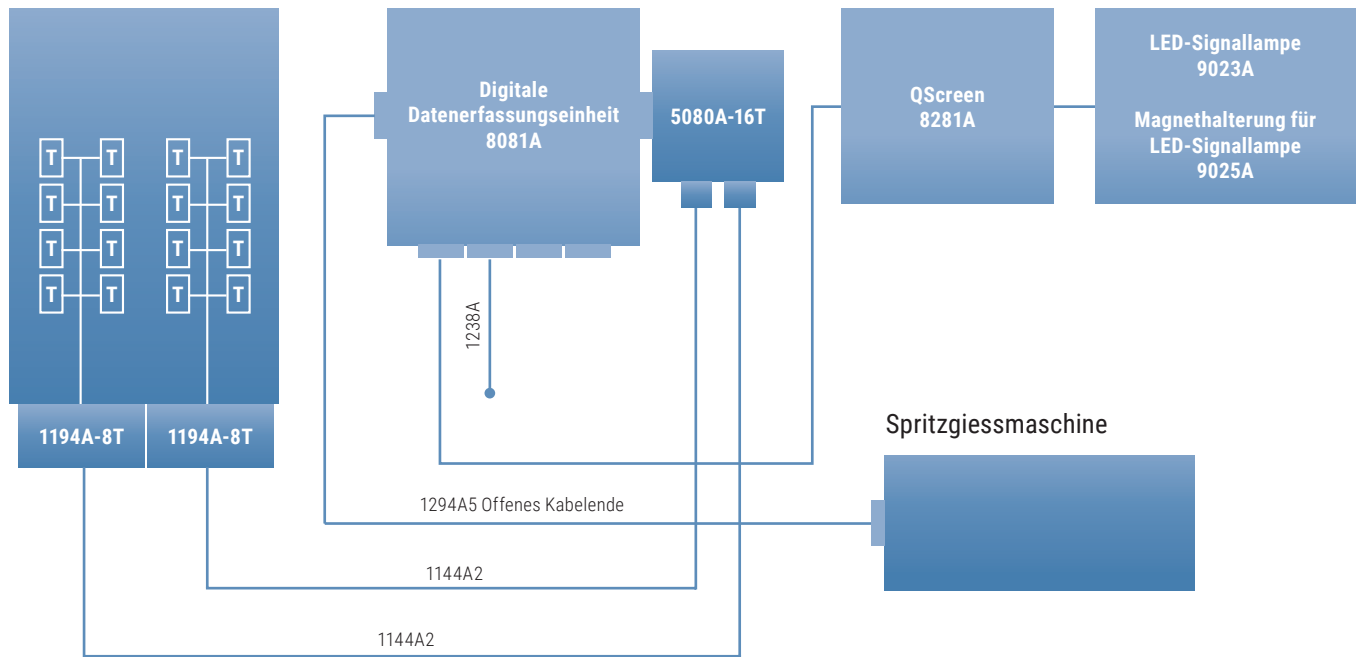 Digitale
Datenerfassungseinheit
8081A
5080A-16T
QScreen
8281A
LED-Signallampe
9023A
Magnethalterung für
LED-Signallampe
9025A
T T T T
T T T T
T T T T
T T T T
1238A
1194A-8T 1194A-8T
Spritzgiessmaschine
1294A5 Offenes Kabelende
1144A2
1144A2